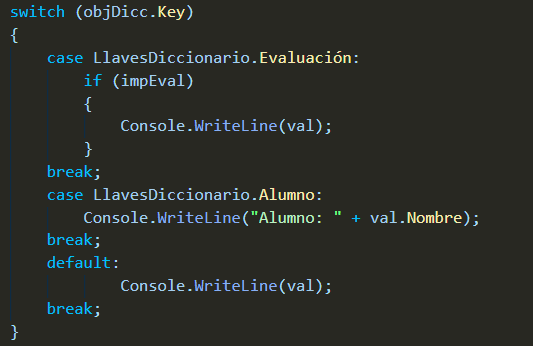 switch (objDicc.Key)
{
case LlavesDiccionario.Evaluación:
if (impEval)
{
Console.WriteLine(val);
}
break;
case LlavesDiccionario.Alumno:
Console.WriteLine("Alumno: " + val.Nombre);
break;
default:
Console.WriteLine(val);
break;
}